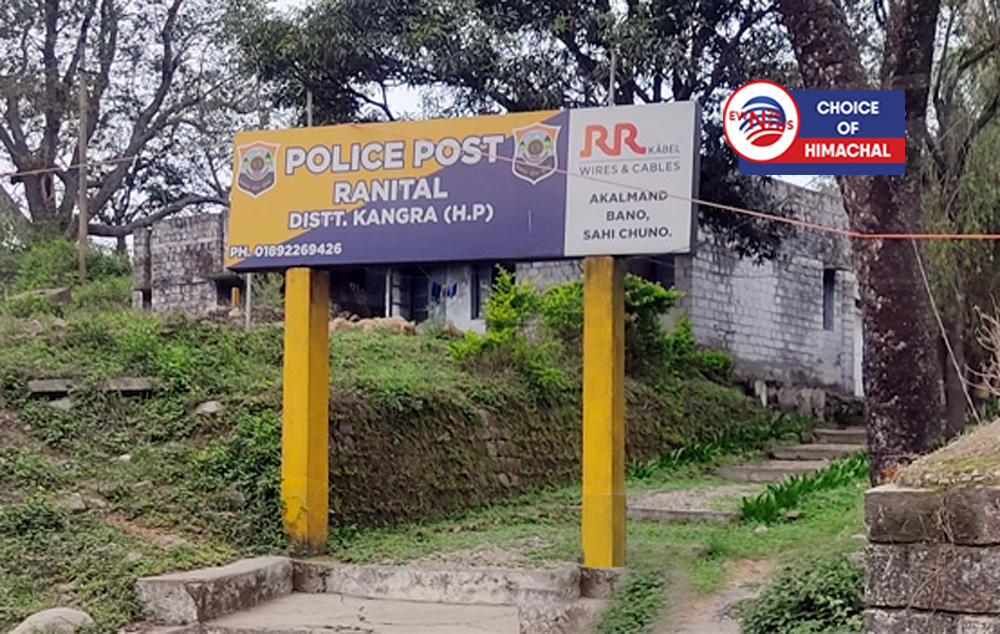 POLICE POST
RANITAL
DISTT. KANGRA (H.P)
PH. 01892269426
RR KABEL
WIRES & CABLES
AKALMAND
BANO,
SAHI CHUNO.
EWN NEWS
CHOICE
OF
HIMACHAL